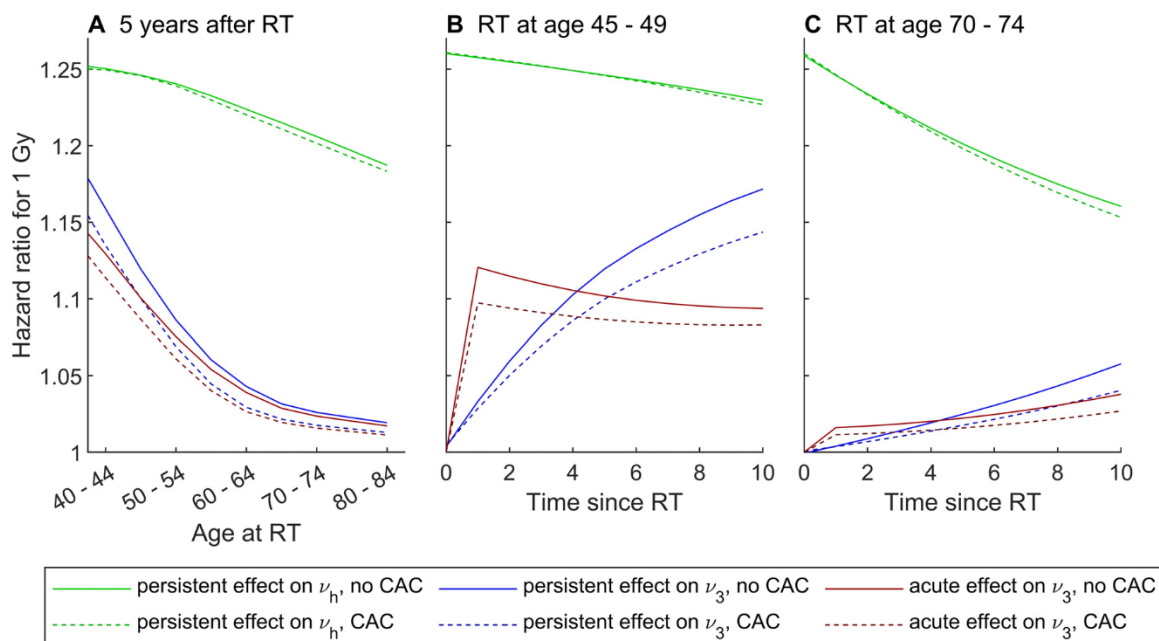 A 5 years after RT
B RT at age 45 - 49
C RT at age 70 - 74
Hazard ratio for 1 Gy
1.25
1.2
1.15
1.1
1.05
1
40 - 44
50 - 54
60 - 64
70 - 74
80 - 84
Age at RT
0 2 4 6 8 10
Time since RT
0 2 4 6 8 10
Time since RT
persistent effect on νh, no CAC
persistent effect on ν3, no CAC
acute effect on ν3, no CAC
persistent effect on νh, CAC
persistent effect on ν3, CAC
acute effect on ν3, CAC